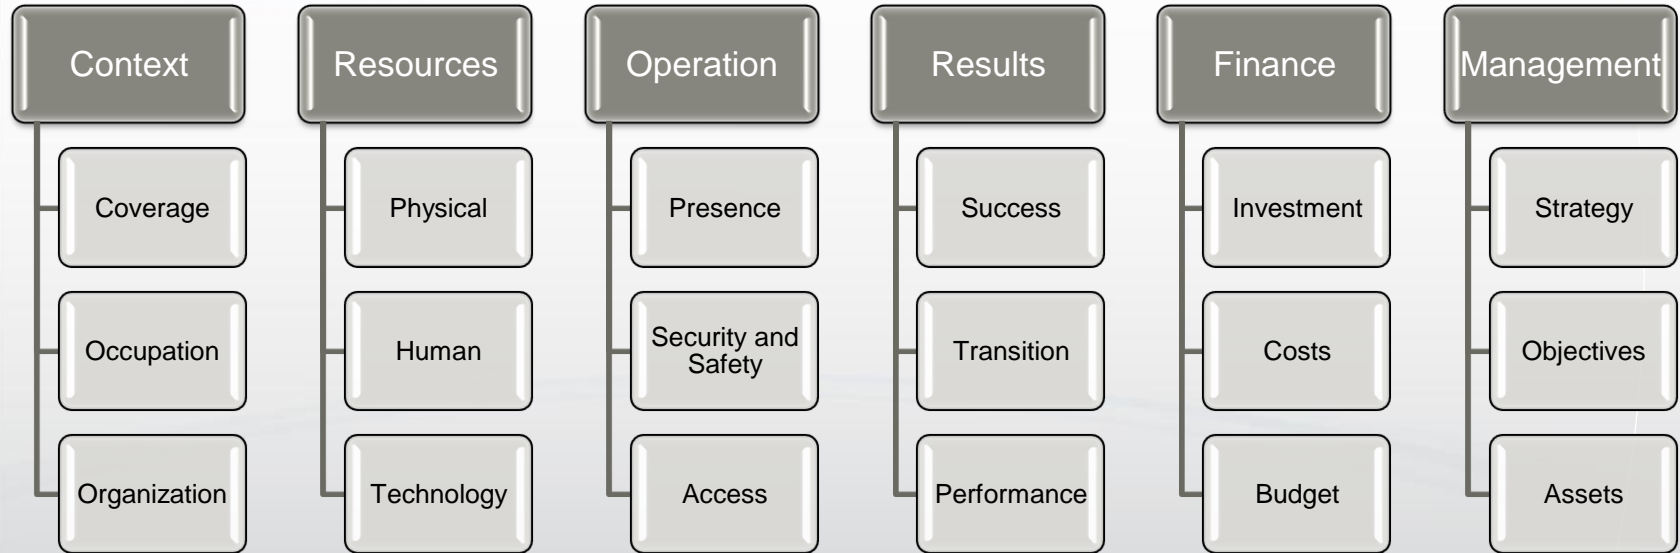 Context
Coverage
Occupation
Organization
Resources
Physical
Human
Technology
Operation
Presence
Security and
Safety
Access
Results
Success
Transition
Performance
Finance
Investment
Costs
Budget
Management
Strategy
Objectives
Assets